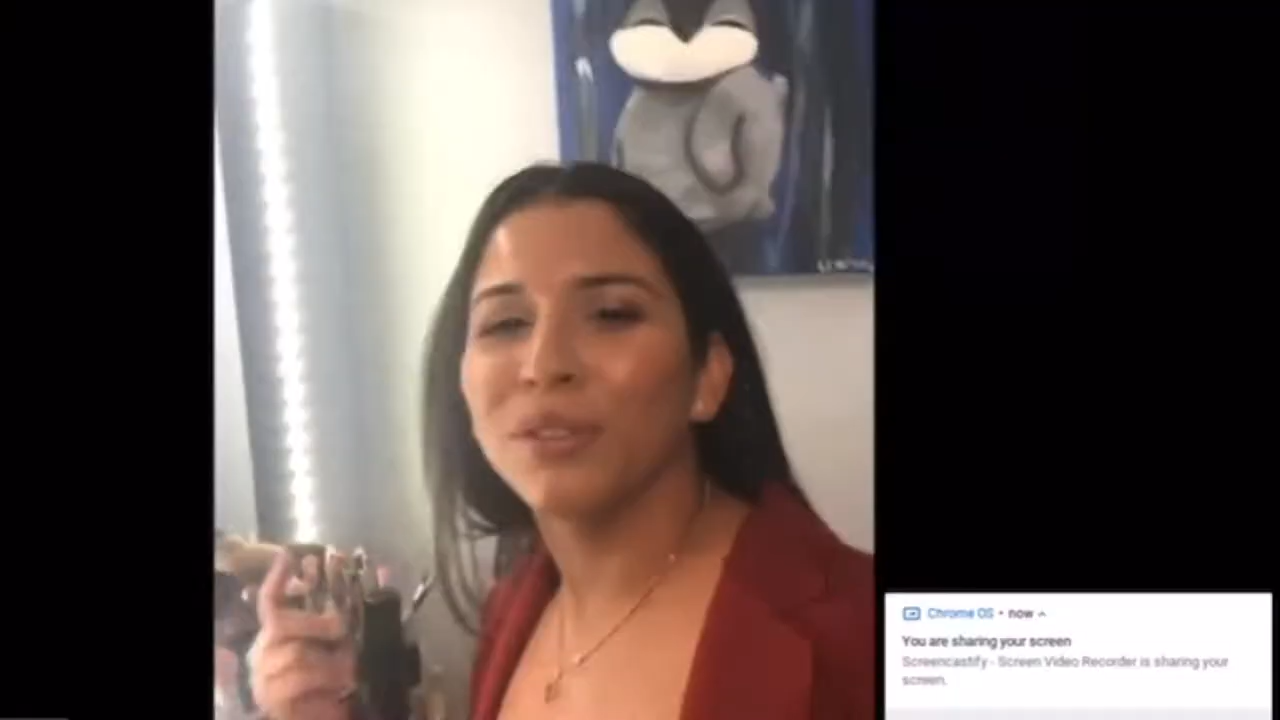 Chrome OS • now
You are sharing your screen
Screencastify - Screen Video Recorder is sharing your
screen.